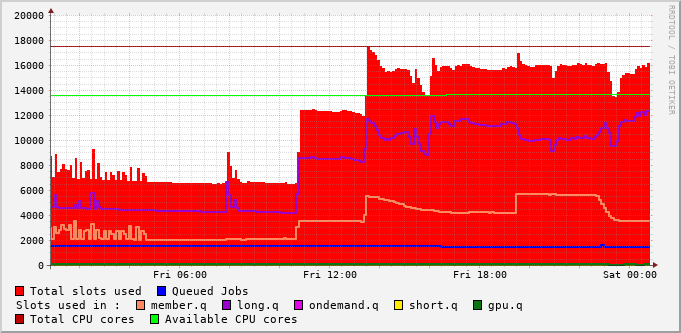 RRDTOOL / TOBI OETIKER
20000
18000
16000
14000
12000
10000
8000
6000
4000
2000
0
Fri 06:00 Fri 12:00 Fri 18:00 Sat 00:00
Total slots used Queued Jobs
Slots used in : member.q long.q ondemand.q short.q gpu.q
Total CPU cores Available CPU cores